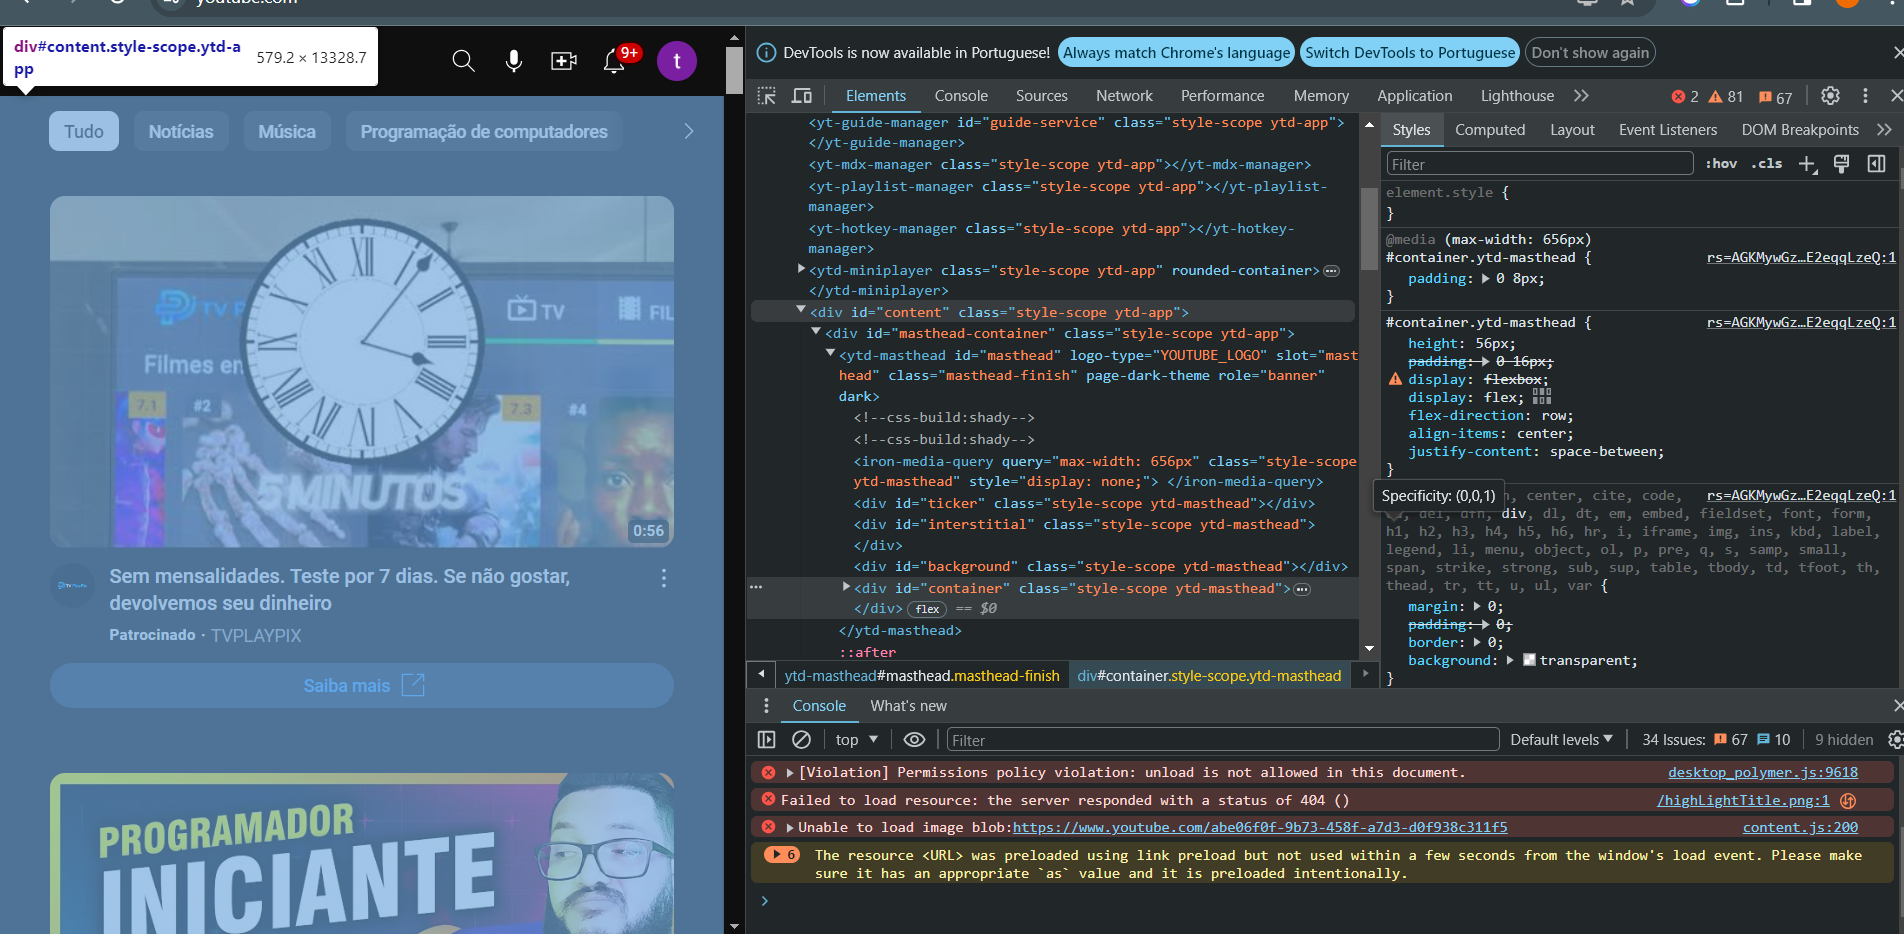 youtube.com
div#content.style-scope.ytd-a
pp
579.2 × 13328.7
9+
t
Tudo
Notícias
Música
Programação de computadores
TV P
TV
FIL
Filmes en
7.1
#2
7.3
#4
5 MINUTOS
0:56
Sem mensalidades. Teste por 7 dias. Se não gostar,
devolvemos seu dinheiro
Patrocinado · TVPLAYPIX
Saiba mais
PROGRAMADOR
INICIANTE
DevTools is now available in Portuguese!
Always match Chrome's language
Switch DevTools to Portuguese
Don't show again
Elements
Console
Sources
Network
Performance
Memory
Application
Lighthouse
2
81
67
<yt-guide-manager id="guide-service" class="style-scope ytd-app">
</yt-guide-manager>
<yt-mdx-manager class="style-scope ytd-app"></yt-mdx-manager>
<yt-playlist-manager class="style-scope ytd-app"></yt-playlist-
manager>
<yt-hotkey-manager class="style-scope ytd-app"></yt-hotkey-
manager>
<ytd-miniplayer class="style-scope ytd-app" rounded-container>
</ytd-miniplayer>
<div id="content" class="style-scope ytd-app">
<div id="masthead-container" class="style-scope ytd-app">
<ytd-masthead id="masthead" logo-type="YOUTUBE_LOGO" slot="mast
head" class="masthead-finish" page-dark-theme role="banner"
dark>
<!--css-build:shady-->
<!--css-build:shady-->
<iron-media-query query="max-width: 656px" class="style-scope
ytd-masthead" style="display: none;"> </iron-media-query>
<div id="ticker" class="style-scope ytd-masthead"></div>
<div id="interstitial" class="style-scope ytd-masthead">
</div>
<div id="background" class="style-scope ytd-masthead"></div>
<div id="container" class="style-scope ytd-masthead">
</div> flex == $0
</ytd-masthead>
::after
ytd-masthead#masthead.masthead-finish
div#container.style-scope.ytd-masthead
Styles
Computed
Layout
Event Listeners
DOM Breakpoints
Filter
:hov
.cls
element.style {
}
@media (max-width: 656px)
#container.ytd-masthead {
rs=AGKMywGz…E2eqqLzeQ:1
padding: 0 8px;
}
#container.ytd-masthead {
rs=AGKMywGz…E2eqqLzeQ:1
height: 56px;
padding: 0 16px;
display: flexbox;
display: flex;
flex-direction: row;
align-items: center;
justify-content: space-between;
}
Specificity: (0,0,1)
center, cite, code,
rs=AGKMywGz…E2eqqLzeQ:1
del, dfn, div, dl, dt, em, embed, fieldset, font, form,
h1, h2, h3, h4, h5, h6, hr, i, iframe, img, ins, kbd, label,
legend, li, menu, object, ol, p, pre, q, s, samp, small,
span, strike, strong, sub, sup, table, tbody, td, tfoot, th,
thead, tr, tt, u, ul, var {
margin: 0;
padding: 0;
border: 0;
background: transparent;
}
Console
What's new
top
Filter
Default levels
34 Issues:
67
10
9 hidden
[Violation] Permissions policy violation: unload is not allowed in this document.
desktop_polymer.js:9618
Failed to load resource: the server responded with a status of 404 ()
/highLightTitle.png:1
Unable to load image blob:https://www.youtube.com/abe06f0f-9b73-458f-a7d3-d0f938c311f5
content.js:200
6
The resource <URL> was preloaded using link preload but not used within a few seconds from the window's load event. Please make
sure it has an appropriate `as` value and it is preloaded intentionally.